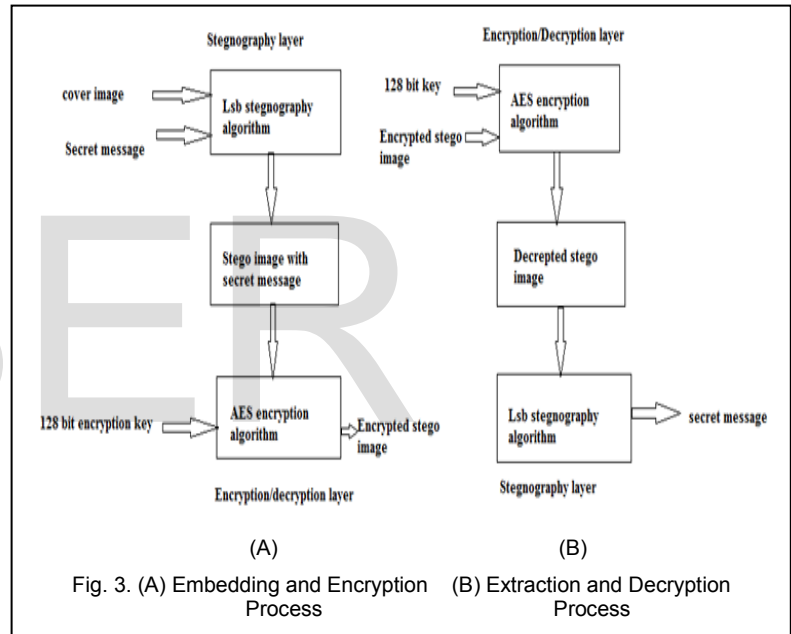 Stegnography layer
cover image
Secret message
Lsb stegnography
algorithm
Stego image with
secret message
128 bit encryption key
AES encryption
algorithm
Encrypted stego
image
Encryption/decryption layer
(A)
Encryption/Decryption layer
128 bit key
Encrypted stego
image
AES encryption
algorithm
Decrepted stego
image
Lsb stegnography
algorithm
secret message
Stegnography layer
(B)
Fig. 3. (A) Embedding and Encryption
Process
(B) Extraction and Decryption
Process
ER